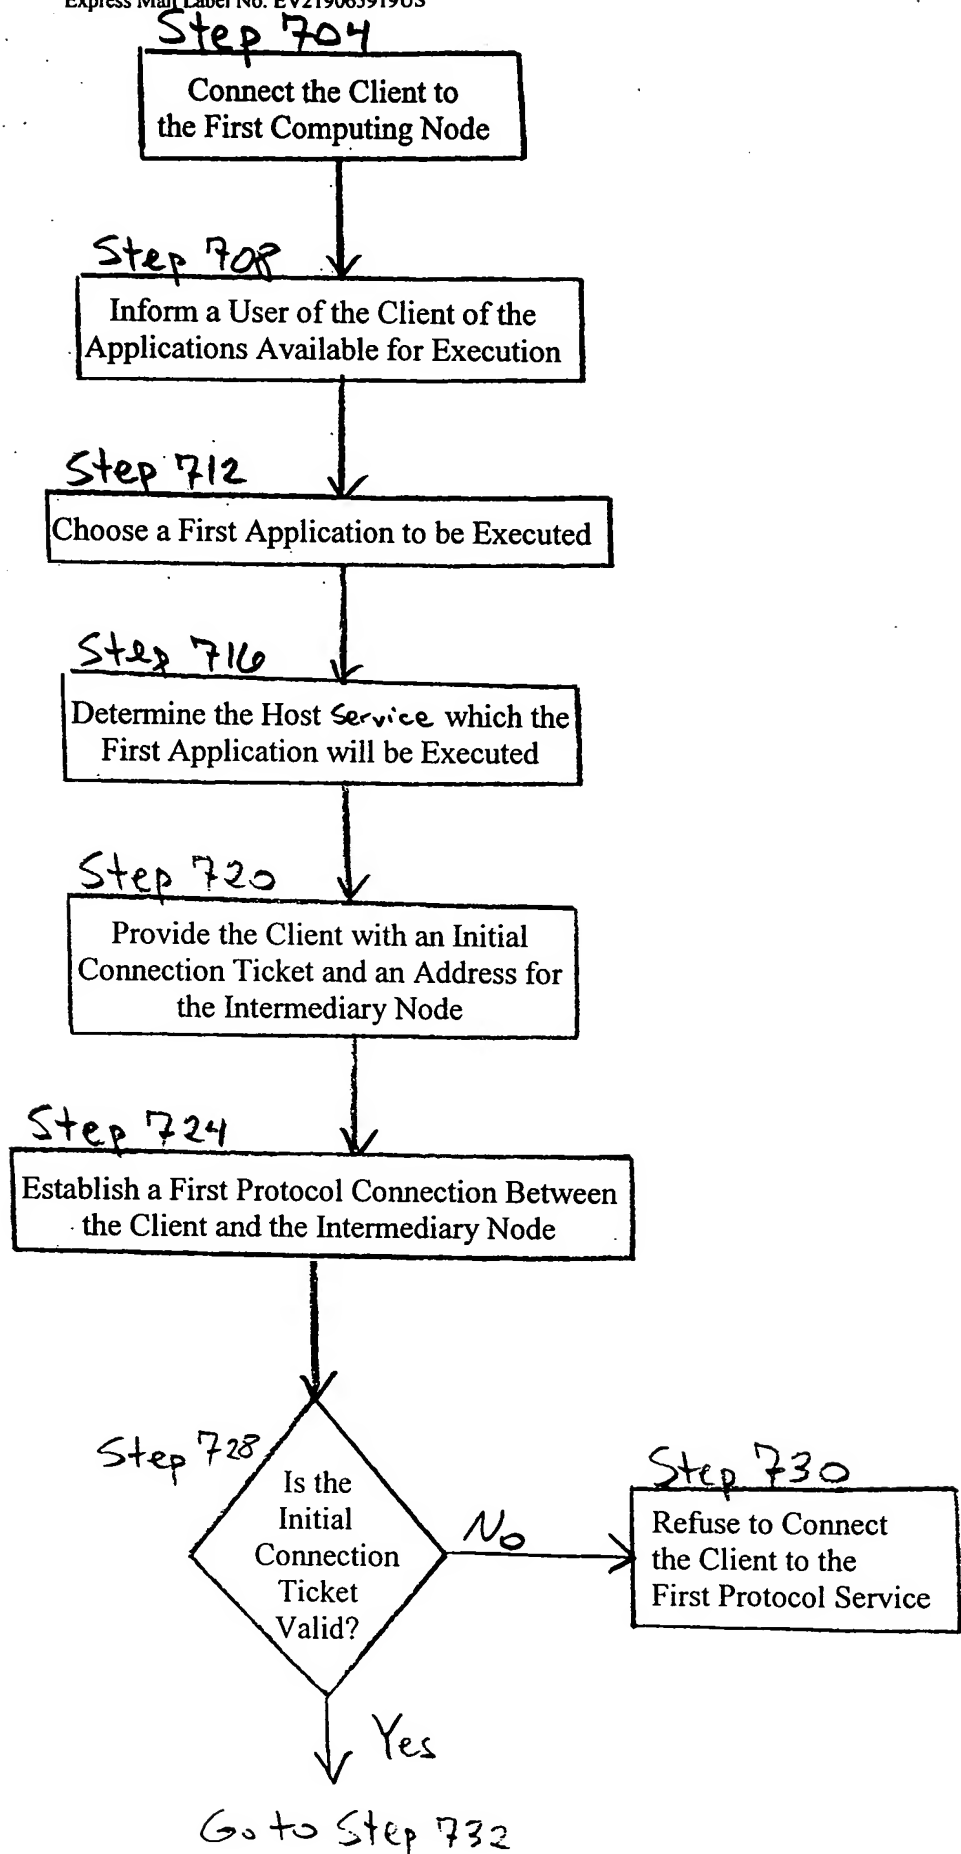 Express Mail Label No. EV219065919US
Step 704
Connect the Client to
the First Computing Node
Step 708
Inform a User of the Client of the
Applications Available for Execution
Step 712
Choose a First Application to be Executed
Step 716
Determine the Host Service which the
First Application will be Executed
Step 720
Provide the Client with an Initial
Connection Ticket and an Address for
the Intermediary Node
Step 724
Establish a First Protocol Connection Between
the Client and the Intermediary Node
Step 728
Is the
Initial
Connection
Ticket
Valid?
No
Step 730
Refuse to Connect
the Client to the
First Protocol Service
Yes
Go to Step 732